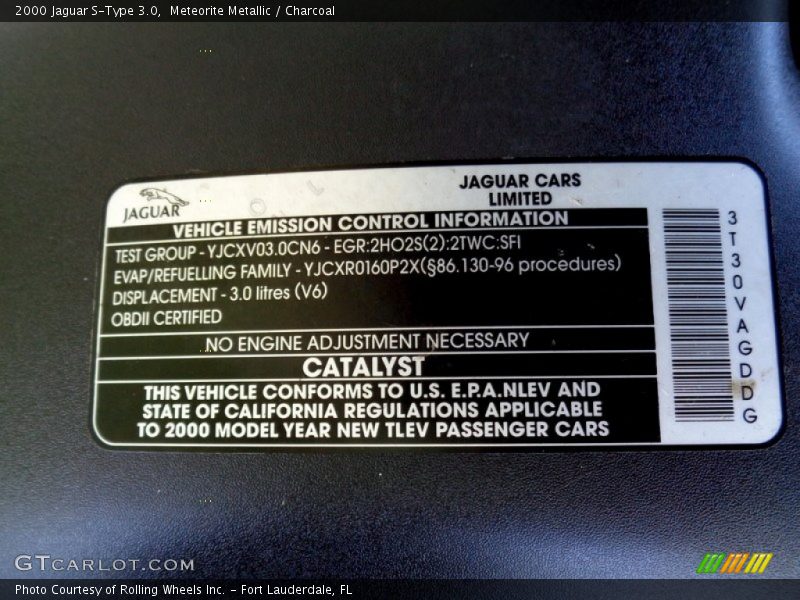 2000 Jaguar S-Type 3.0, Meteorite Metallic / Charcoal
JAGUAR
JAGUAR CARS
LIMITED
VEHICLE EMISSION CONTROL INFORMATION
TEST GROUP - YJCXV03.0CN6 - EGR:2HO2S(2):2TWC:SFI
EVAP/REFUELLING FAMILY - YJCXR0160P2X(§86.130-96 procedures)
DISPLACEMENT - 3.0 litres (V6)
OBDII CERTIFIED
NO ENGINE ADJUSTMENT NECESSARY
CATALYST
THIS VEHICLE CONFORMS TO U.S. E.P.A.NLEV AND
STATE OF CALIFORNIA REGULATIONS APPLICABLE
TO 2000 MODEL YEAR NEW TLEV PASSENGER CARS
3T30VAGDDG
GTCARLOT.COM
Photo Courtesy of Rolling Wheels Inc. - Fort Lauderdale, FL